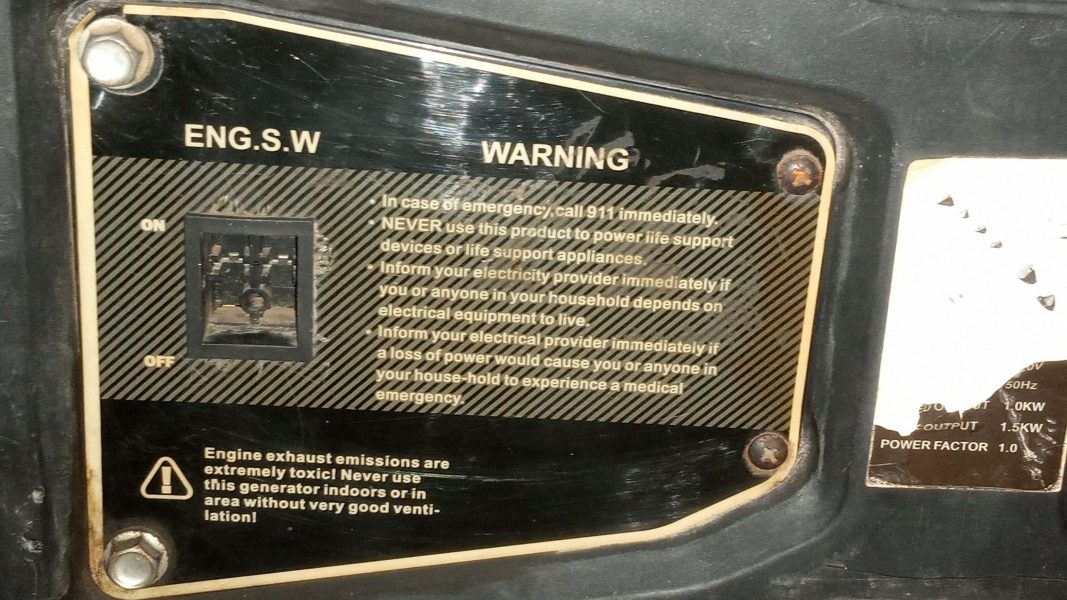 ENG.S.W
WARNING
ON
OFF
• In case of emergency, call 911 immediately.
• NEVER use this product to power life support
devices or life support appliances.
• Inform your electricity provider immediately if
you or anyone in your household depends on
electrical equipment to live.
• Inform your electrical provider immediately if
a loss of power would cause you or anyone in
your house-hold to experience a medical
emergency.
Engine exhaust emissions are
extremely toxic! Never use
this generator indoors or in
area without very good venti-
lation!
50Hz
OUTPUT 1.0KW
OUTPUT 1.5KW
POWER FACTOR 1.0